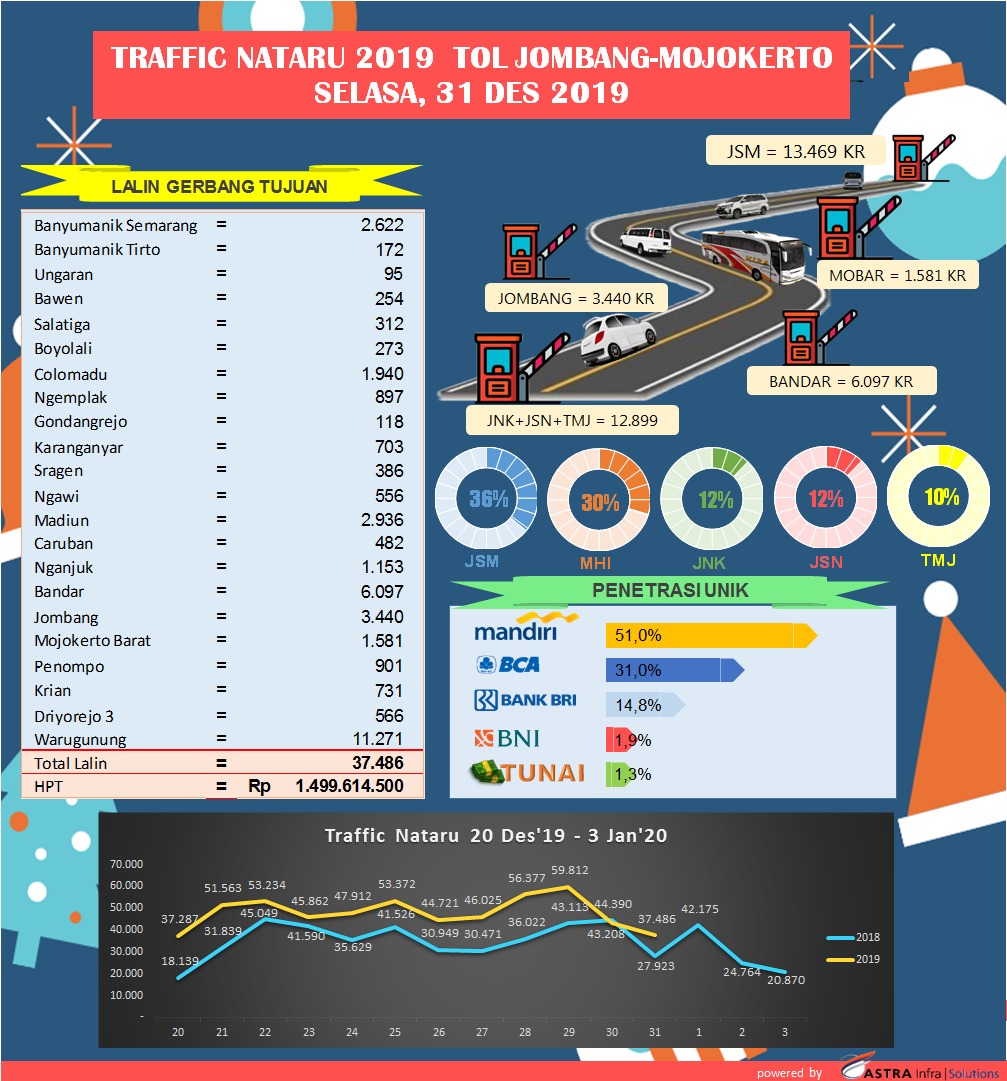 TRAFFIC NATARU 2019 TOL JOMBANG-MOJOKERTO
SELASA, 31 DES 2019
LALIN GERBANG TUJUAN
Banyumanik Semarang = 2.622
Banyumanik Tirto = 172
Ungaran = 95
Bawen = 254
Salatiga = 312
Boyolali = 273
Colomadu = 1.940
Ngemplak = 897
Gondangrejo = 118
Karanganyar = 703
Sragen = 386
Ngawi = 556
Madiun = 2.936
Caruban = 482
Nganjuk = 1.153
Bandar = 6.097
Jombang = 3.440
Mojokerto Barat = 1.581
Penompo = 901
Krian = 731
Driyorejo 3 = 566
Warugunung = 11.271
Total Lalin = 37.486
HPT = Rp 1.499.614.500
JSM = 13.469 KR
MOBAR = 1.581 KR
JOMBANG = 3.440 KR
BANDAR = 6.097 KR
JNK+JSN+TMJ = 12.899
36% 30% 12% 12% 10%
JSM MHI JNK JSN TMJ
PENETRASI UNIK
mandiri 51,0%
BCA 31,0%
BANK BRI 14,8%
BNI 1,9%
TUNAI 1,3%
Traffic Nataru 20 Des'19 - 3 Jan'20
70.000
60.000
50.000
40.000
30.000
20.000
10.000
-
37.287 51.563 53.234 45.862 47.912 53.372 44.721 46.025 56.377 59.812 43.208 37.486
18.139 31.839 45.049 41.590 35.629 41.526 30.949 30.471 36.022 43.113 44.390 27.923 42.175 24.764 20.870
20 21 22 23 24 25 26 27 28 29 30 31 1 2 3
2018
2019
powered by ASTRA Infra | Solutions